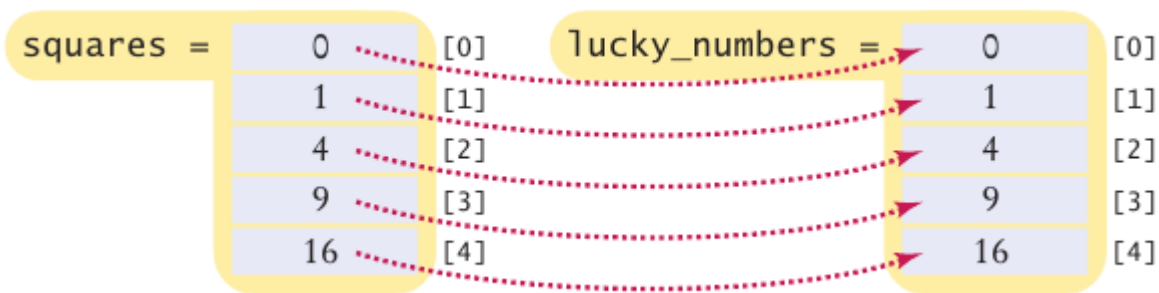 squares = 0 [0] lucky_numbers = 0 [0]
1 [1] 1 [1]
4 [2] 4 [2]
9 [3] 9 [3]
16 [4] 16 [4]